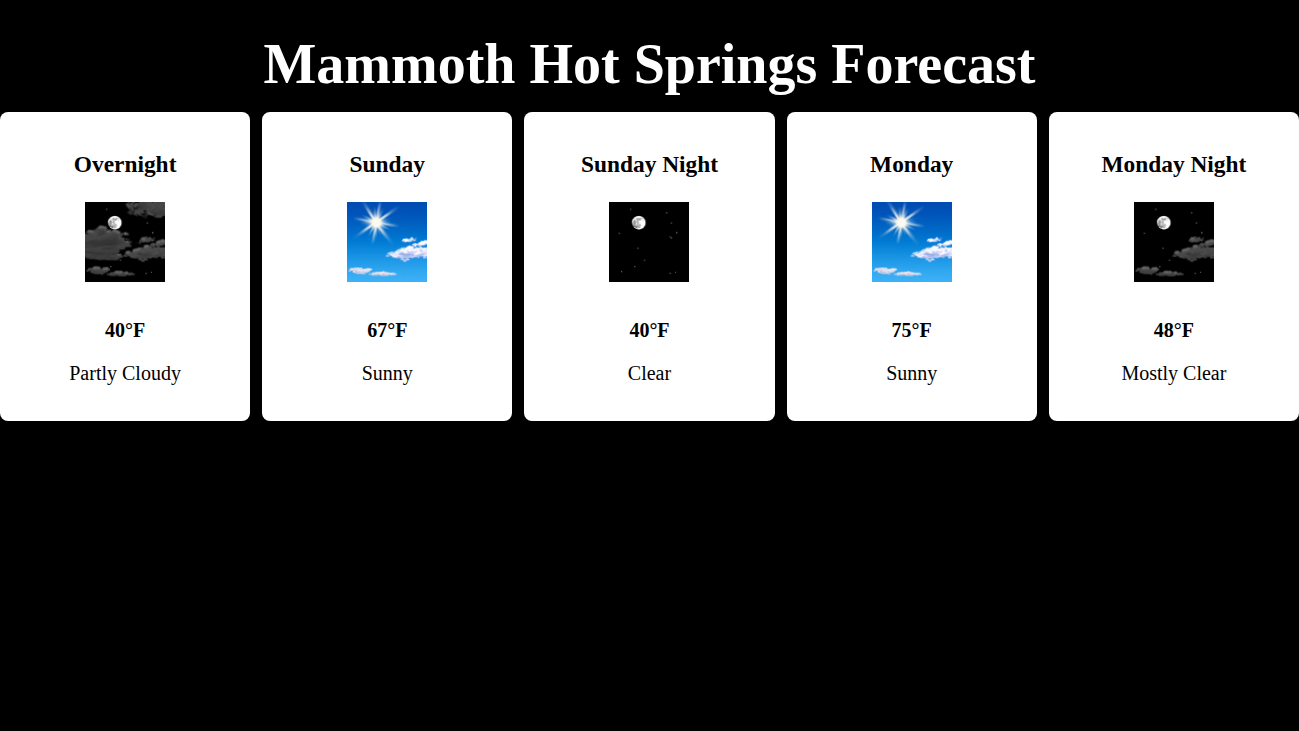 Mammoth Hot Springs Forecast
Overnight
40°F
Partly Cloudy
Sunday
67°F
Sunny
Sunday Night
40°F
Clear
Monday
75°F
Sunny
Monday Night
48°F
Mostly Clear